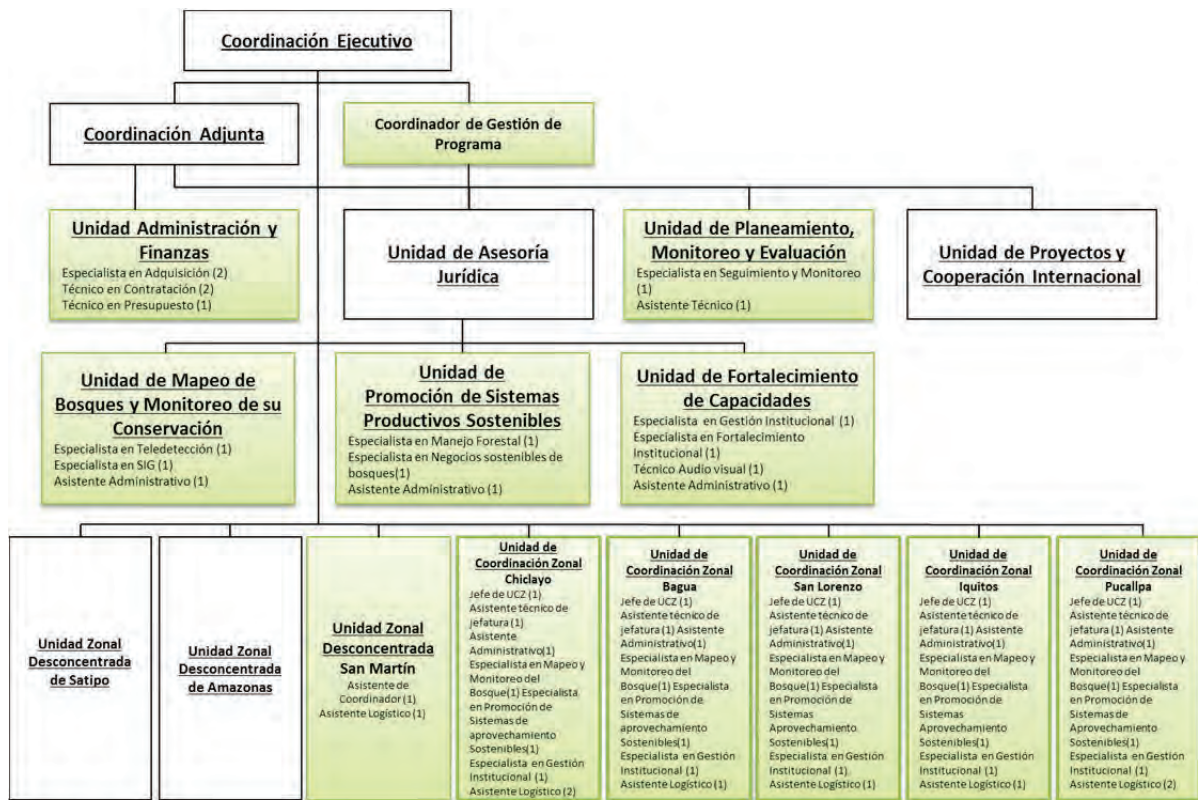 Coordinación Ejecutivo
Coordinación Adjunta
Coordinador de Gestión de
Programa
Unidad Administración y
Finanzas
Especialista en Adquisición (2)
Técnico en Contratación (2)
Técnico en Presupuesto (1)
Unidad de Asesoría
Jurídica
Unidad de Planeamiento,
Monitoreo y Evaluación
Especialista en Seguimiento y Monitoreo
(1)
Asistente Técnico (1)
Unidad de Proyectos y
Cooperación Internacional
Unidad de Mapeo de
Bosques y Monitoreo de su
Conservación
Especialista en Teledetección (1)
Especialista en SIG (1)
Asistente Administrativo (1)
Unidad de
Promoción de Sistemas
Productivos Sostenibles
Especialista en Manejo Forestal (1)
Especialista en Negocios sostenibles de
bosques(1)
Asistente Administrativo (1)
Unidad de Fortalecimiento
de Capacidades
Especialista en Gestión Institucional (1)
Especialista en Fortalecimiento
Institucional (1)
Técnico Audio visual (1)
Asistente Administrativo (1)
Unidad Zonal
Desconcentrada
de Satipo
Unidad Zonal
Desconcentrada
de Amazonas
Unidad Zonal
Desconcentrada
San Martín
Asistente de
Coordinador (1)
Asistente Logístico (1)
Unidad de
Coordinación Zonal
Chiclayo
Jefe de UCZ (1)
Asistente técnico de
jefatura (1)
Asistente
Administrativo(1)
Especialista en Mapeo y
Monitoreo del
Bosque(1) Especialista
en Promoción de
Sistemas de
aprovechamiento
Sostenibles(1)
Especialista en Gestión
Institucional (1)
Asistente Logístico (2)
Unidad de
Coordinación Zonal
Bagua
Jefe de UCZ (1)
Asistente técnico de
jefatura (1) Asistente
Administrativo(1)
Especialista en Mapeo y
Monitoreo del
Bosque(1) Especialista
en Promoción de
Sistemas de
aprovechamiento
Sostenibles(1)
Especialista en Gestión
Institucional (1)
Asistente Logístico (1)
Unidad de
Coordinación Zonal
San Lorenzo
Jefe de UCZ (1)
Asistente técnico de
jefatura (1) Asistente
Administrativo(1)
Especialista en Mapeo y
Monitoreo del
Bosque(1) Especialista
en Promoción de
Sistemas
Aprovechamiento
Sostenibles(1)
Especialista en Gestión
Institucional (1)
Asistente Logístico (1)
Unidad de
Coordinación Zonal
Iquitos
Jefe de UCZ (1)
Asistente técnico de
jefatura (1) Asistente
Administrativo(1)
Especialista en Mapeo y
Monitoreo del
Bosque(1) Especialista
en Promoción de
Sistemas
Aprovechamiento
Sostenibles(1)
Especialista en Gestión
Institucional (1)
Asistente Logístico (1)
Unidad de
Coordinación Zonal
Pucallpa
Jefe de UCZ (1)
Asistente técnico de
jefatura (1) Asistente
Administrativo(1)
Especialista en Mapeo y
Monitoreo del
Bosque(1) Especialista
en Promoción de
Sistemas de
Aprovechamiento
Sostenibles(1)
Especialista en Gestión
Institucional (1)
Asistente Logístico (2)